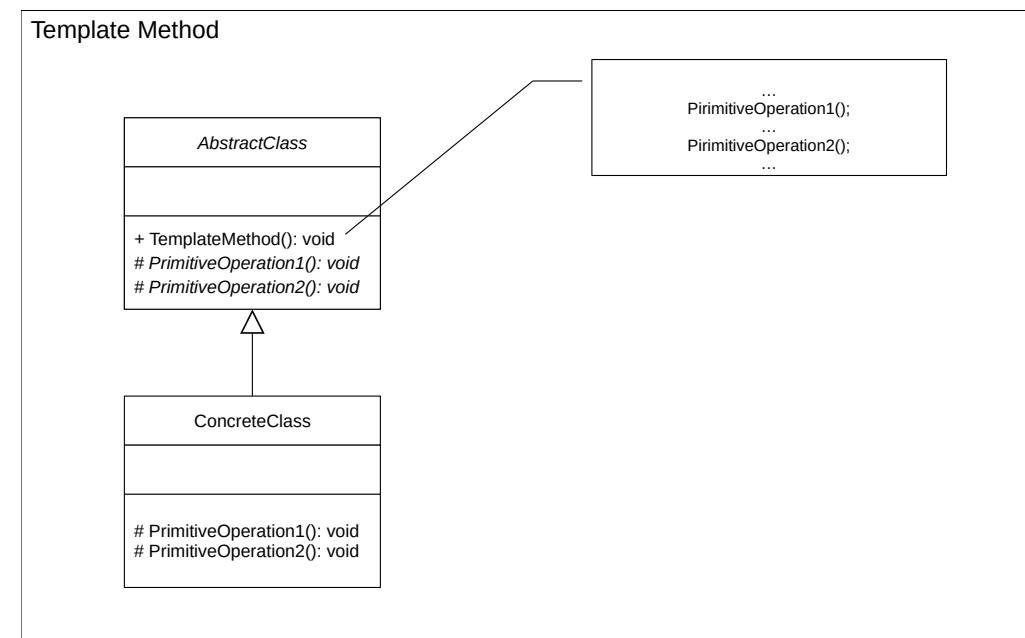 Template Method
…
PirimitiveOperation1();
…
PirimitiveOperation2();
…
AbstractClass
+ TemplateMethod(): void
# PrimitiveOperation1(): void
# PrimitiveOperation2(): void
ConcreteClass
# PrimitiveOperation1(): void
# PrimitiveOperation2(): void